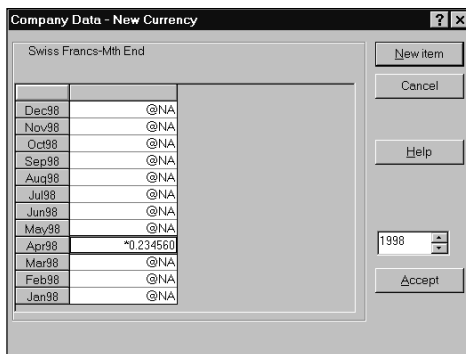 Company Data - New Currency
Swiss Francs-Mth End
New item
Cancel
Help
Dec98 @NA
Nov98 @NA
Oct98 @NA
Sep98 @NA
Aug98 @NA
Jul98 @NA
Jun98 @NA
May98 @NA
Apr98 *0.234560
Mar98 @NA
Feb98 @NA
Jan98 @NA
1998
Accept